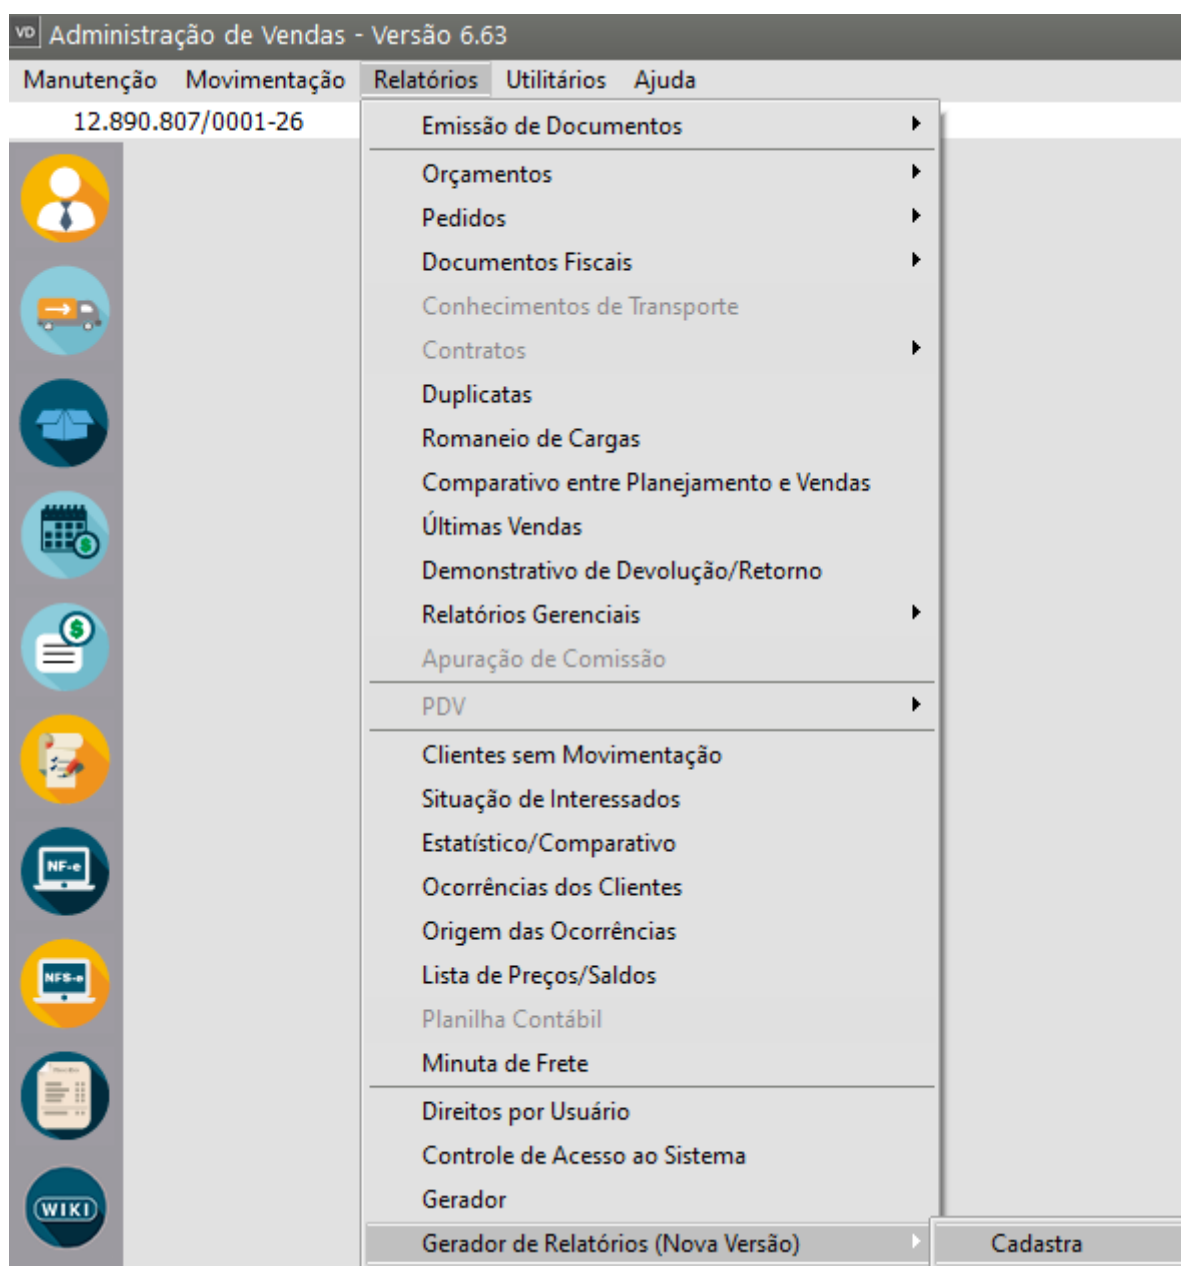 VD Administração de Vendas - Versão 6.63
Manutenção Movimentação Relatórios Utilitários Ajuda
12.890.807/0001-26
Emissão de Documentos
Orçamentos
Pedidos
Documentos Fiscais
Conhecimentos de Transporte
Contratos
Duplicatas
Romaneio de Cargas
Comparativo entre Planejamento e Vendas
Últimas Vendas
Demonstrativo de Devolução/Retorno
Relatórios Gerenciais
Apuração de Comissão
PDV
Clientes sem Movimentação
Situação de Interessados
Estatístico/Comparativo
NF-e
Ocorrências dos Clientes
Origem das Ocorrências
Lista de Preços/Saldos
NFS-e
Planilha Contábil
Minuta de Frete
Direitos por Usuário
Controle de Acesso ao Sistema
Gerador
WIKI
Gerador de Relatórios (Nova Versão) Cadastra